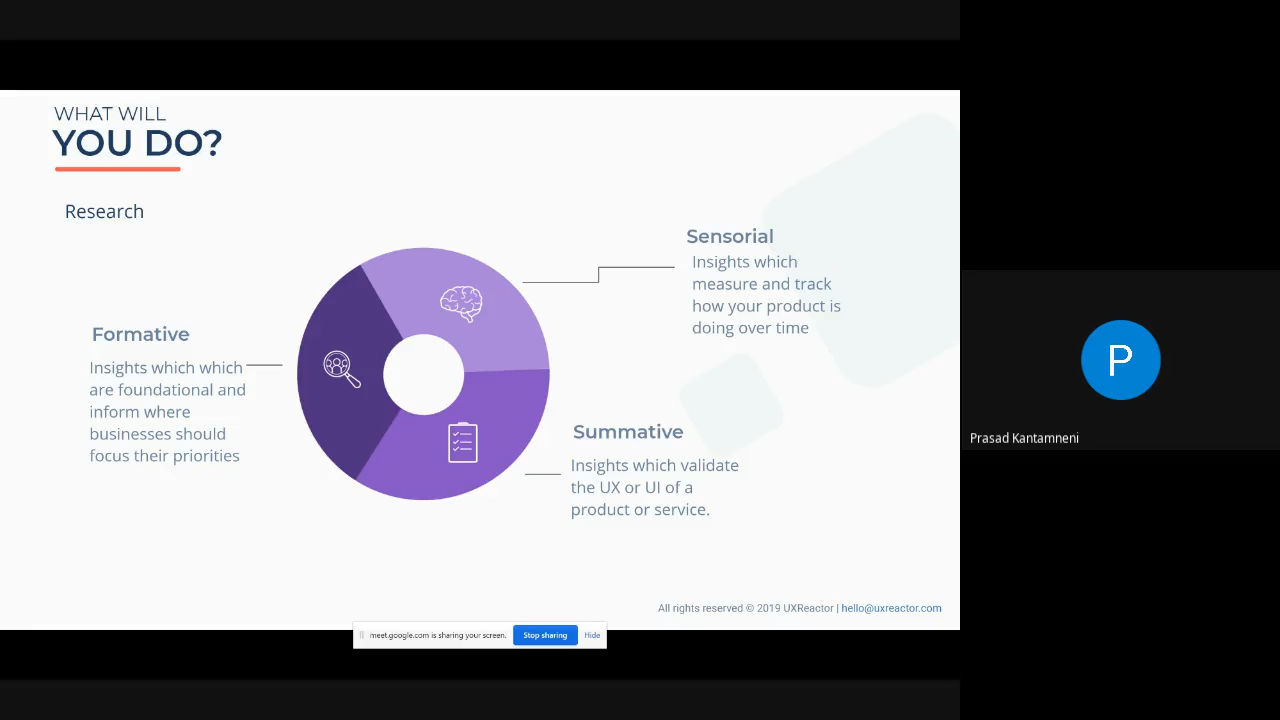 WHAT WILL
YOU DO?
Research
Sensorial
Insights which
measure and track
how your product is
doing over time
Formative
Insights which which
are foundational and
inform where
businesses should
focus their priorities
Summative
Insights which validate
the UX or UI of a
product or service.
All rights reserved © 2019 UXReactor | hello@uxreactor.com
meet.google.com is sharing your screen. Stop sharing Hide
P
Prasad Kantamneni